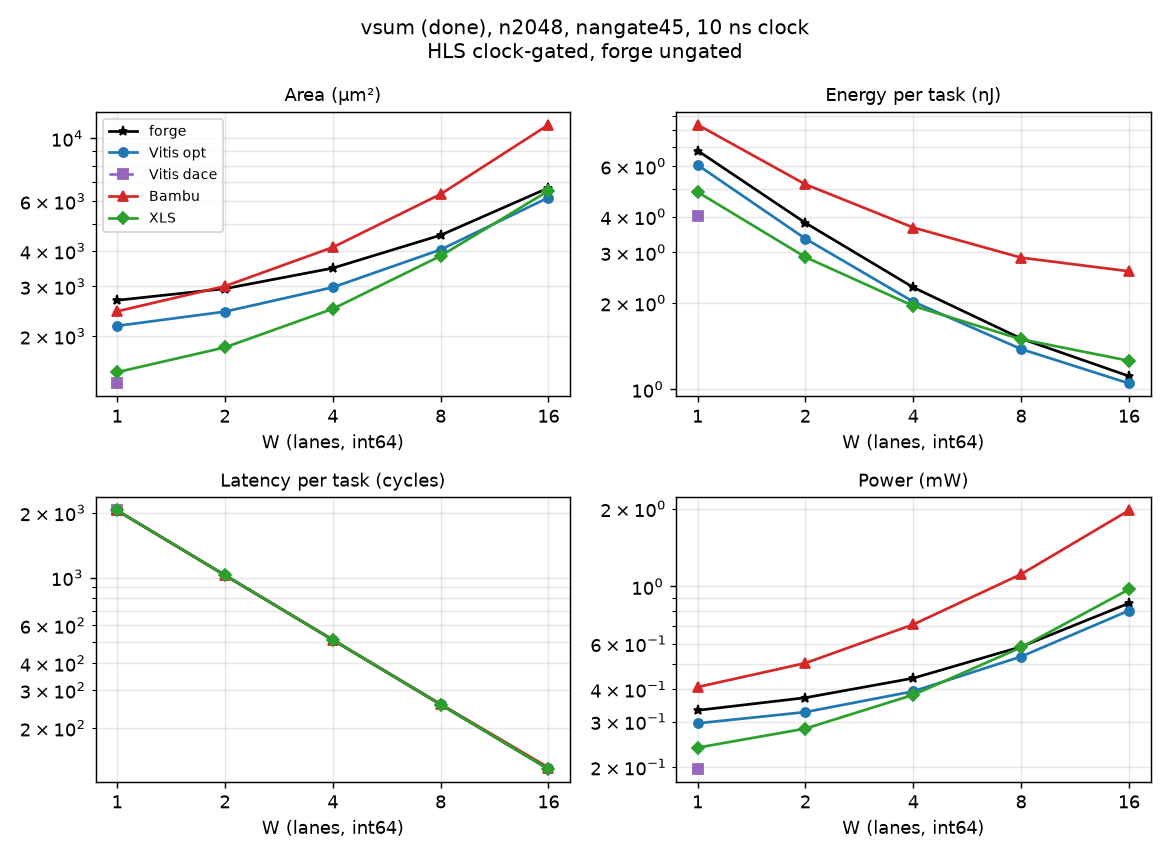 vsum (done), n2048, nangate45, 10 ns clock
HLS clock-gated, forge ungated
Area (µm²)
10⁴
6 × 10³
4 × 10³
3 × 10³
2 × 10³
forge
Vitis opt
Vitis dace
Bambu
XLS
1 2 4 8 16
W (lanes, int64)
Energy per task (nJ)
6 × 10⁰
4 × 10⁰
3 × 10⁰
2 × 10⁰
10⁰
1 2 4 8 16
W (lanes, int64)
Latency per task (cycles)
2 × 10³
10³
6 × 10²
4 × 10²
3 × 10²
2 × 10²
1 2 4 8 16
W (lanes, int64)
Power (mW)
2 × 10⁰
10⁰
6 × 10⁻¹
4 × 10⁻¹
3 × 10⁻¹
2 × 10⁻¹
1 2 4 8 16
W (lanes, int64)